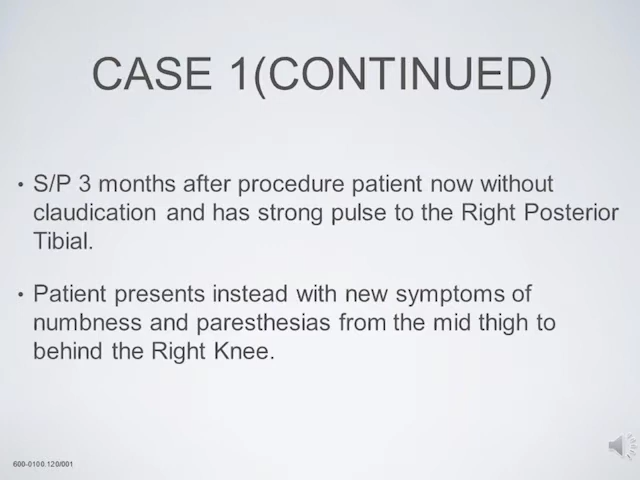 CASE 1(CONTINUED)
• S/P 3 months after procedure patient now without
claudication and has strong pulse to the Right Posterior
Tibial.
• Patient presents instead with new symptoms of
numbness and paresthesias from the mid thigh to
behind the Right Knee.
600-0100.120/001